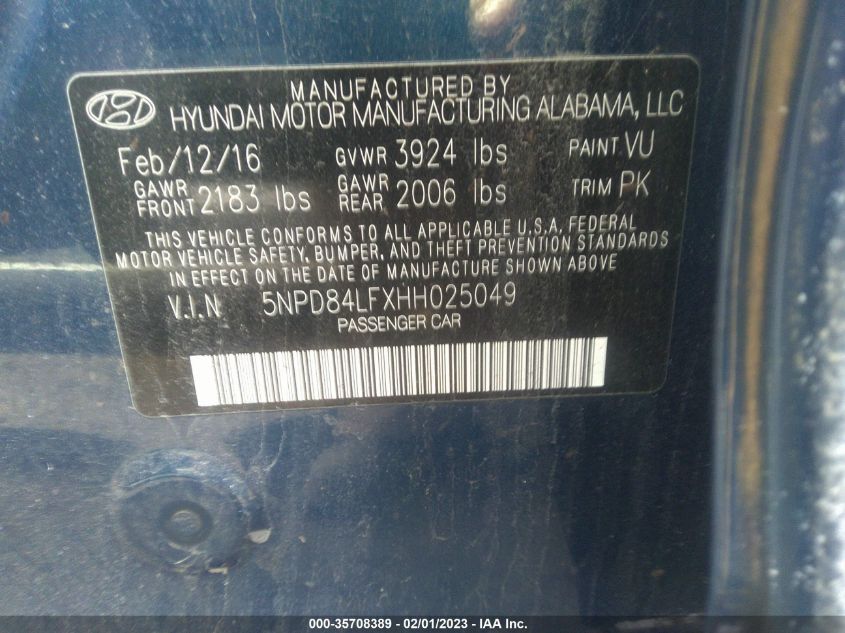 MANUFACTURED BY
HYUNDAI MOTOR MANUFACTURING ALABAMA, LLC
Feb/12/16 GVWR 3924 lbs PAINT VU
GAWR FRONT 2183 lbs GAWR REAR 2006 lbs TRIM PK
THIS VEHICLE CONFORMS TO ALL APPLICABLE U.S.A. FEDERAL
MOTOR VEHICLE SAFETY, BUMPER, AND THEFT PREVENTION STANDARDS
IN EFFECT ON THE DATE OF MANUFACTURE SHOWN ABOVE
V.I.N 5NPD84LFXHH025049
PASSENGER CAR
000-35708389 - 02/01/2023 - IAA Inc.